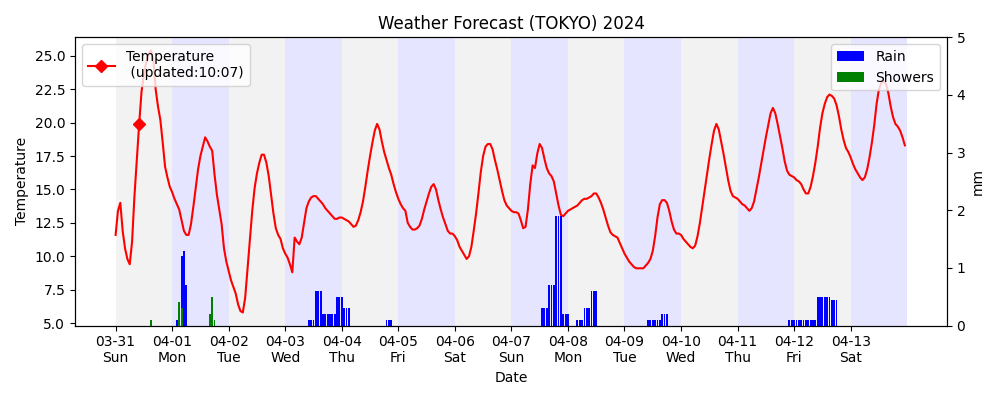 Weather Forecast (TOKYO) 2024
Temperature
(updated:10:07)
Rain
Showers
Temperature
25.0
22.5
20.0
17.5
15.0
12.5
10.0
7.5
5.0
5
4
3
2
1
0
mm
03-31 04-01 04-02 04-03 04-04 04-05 04-06 04-07 04-08 04-09 04-10 04-11 04-12 04-13
Sun Mon Tue Wed Thu Fri Sat Sun Mon Tue Wed Thu Fri Sat
Date